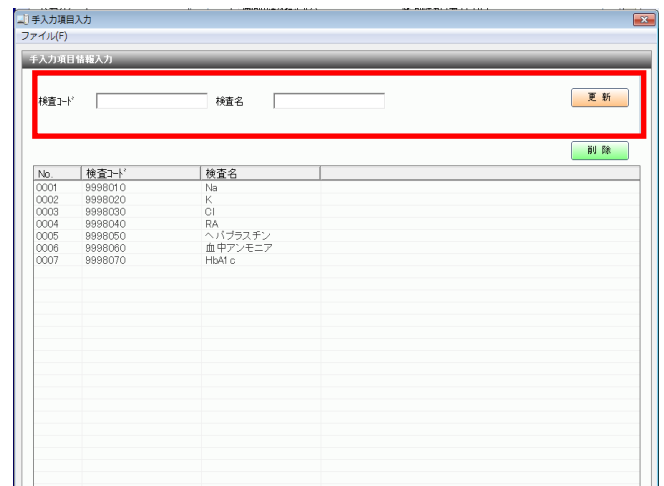 手入力項目入力
ファイル(F)
手入力項目情報入力
検査ｺｰﾄﾞ 検査名 更 新
削 除
No. 検査ｺｰﾄﾞ 検査名
0001 9998010 Na
0002 9998020 K
0003 9998030 Cl
0004 9998040 RA
0005 9998050 ヘパプラスチン
0006 9998060 血中アンモニア
0007 9998070 HbA1c